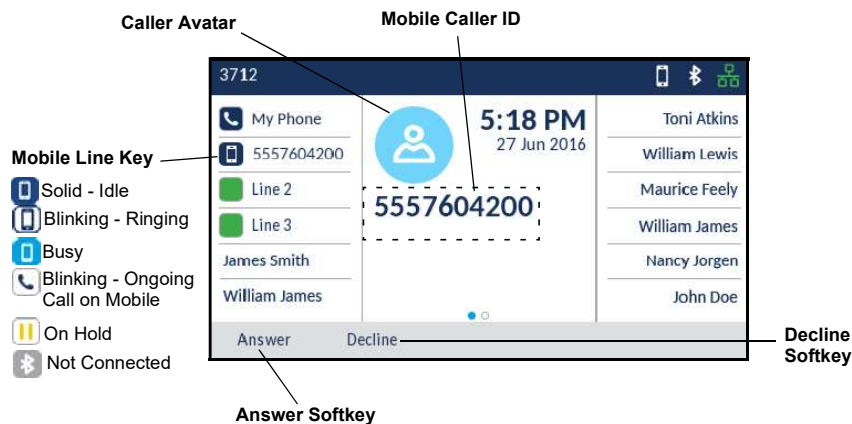 Caller Avatar
Mobile Caller ID
3712
My Phone
5557604200
Line 2
Line 3
James Smith
William James
5:18 PM
27 Jun 2016
5557604200
Toni Atkins
William Lewis
Maurice Feely
William James
Nancy Jorgen
John Doe
Answer
Decline
Mobile Line Key
Solid - Idle
Blinking - Ringing
Busy
Blinking - Ongoing
Call on Mobile
On Hold
Not Connected
Decline
Softkey
Answer Softkey